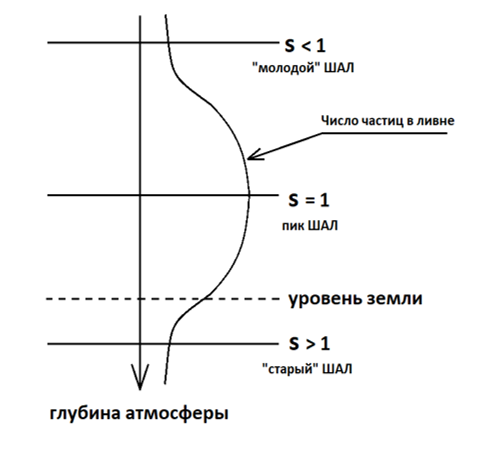 S < 1
"молодой" ШАЛ
Число частиц в ливне
S = 1
пик ШАЛ
уровень земли
S > 1
"старый" ШАЛ
глубина атмосферы